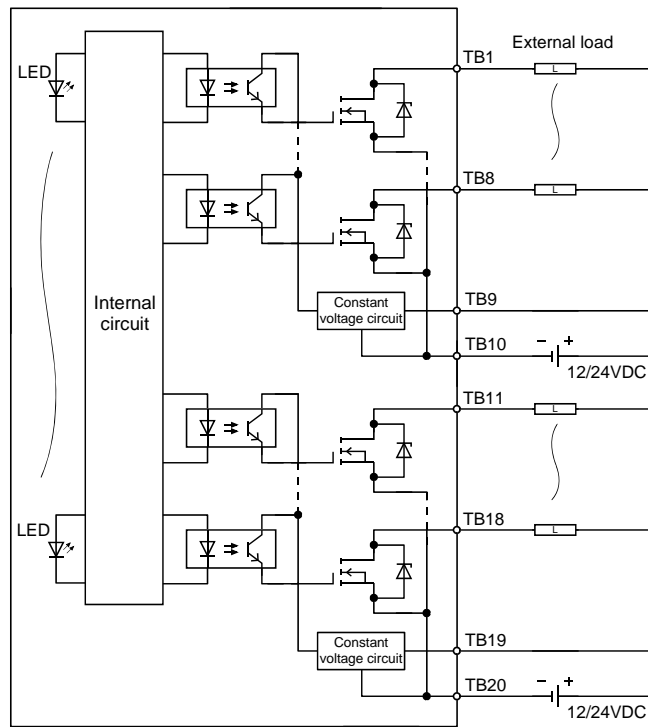 TB1
External load
LED
L
TB8
L
Internal
circuit
Constant
voltage circuit
TB9
TB10
− +
12/24VDC
TB11
L
LED
TB18
L
Constant
voltage circuit
TB19
TB20
− +
12/24VDC